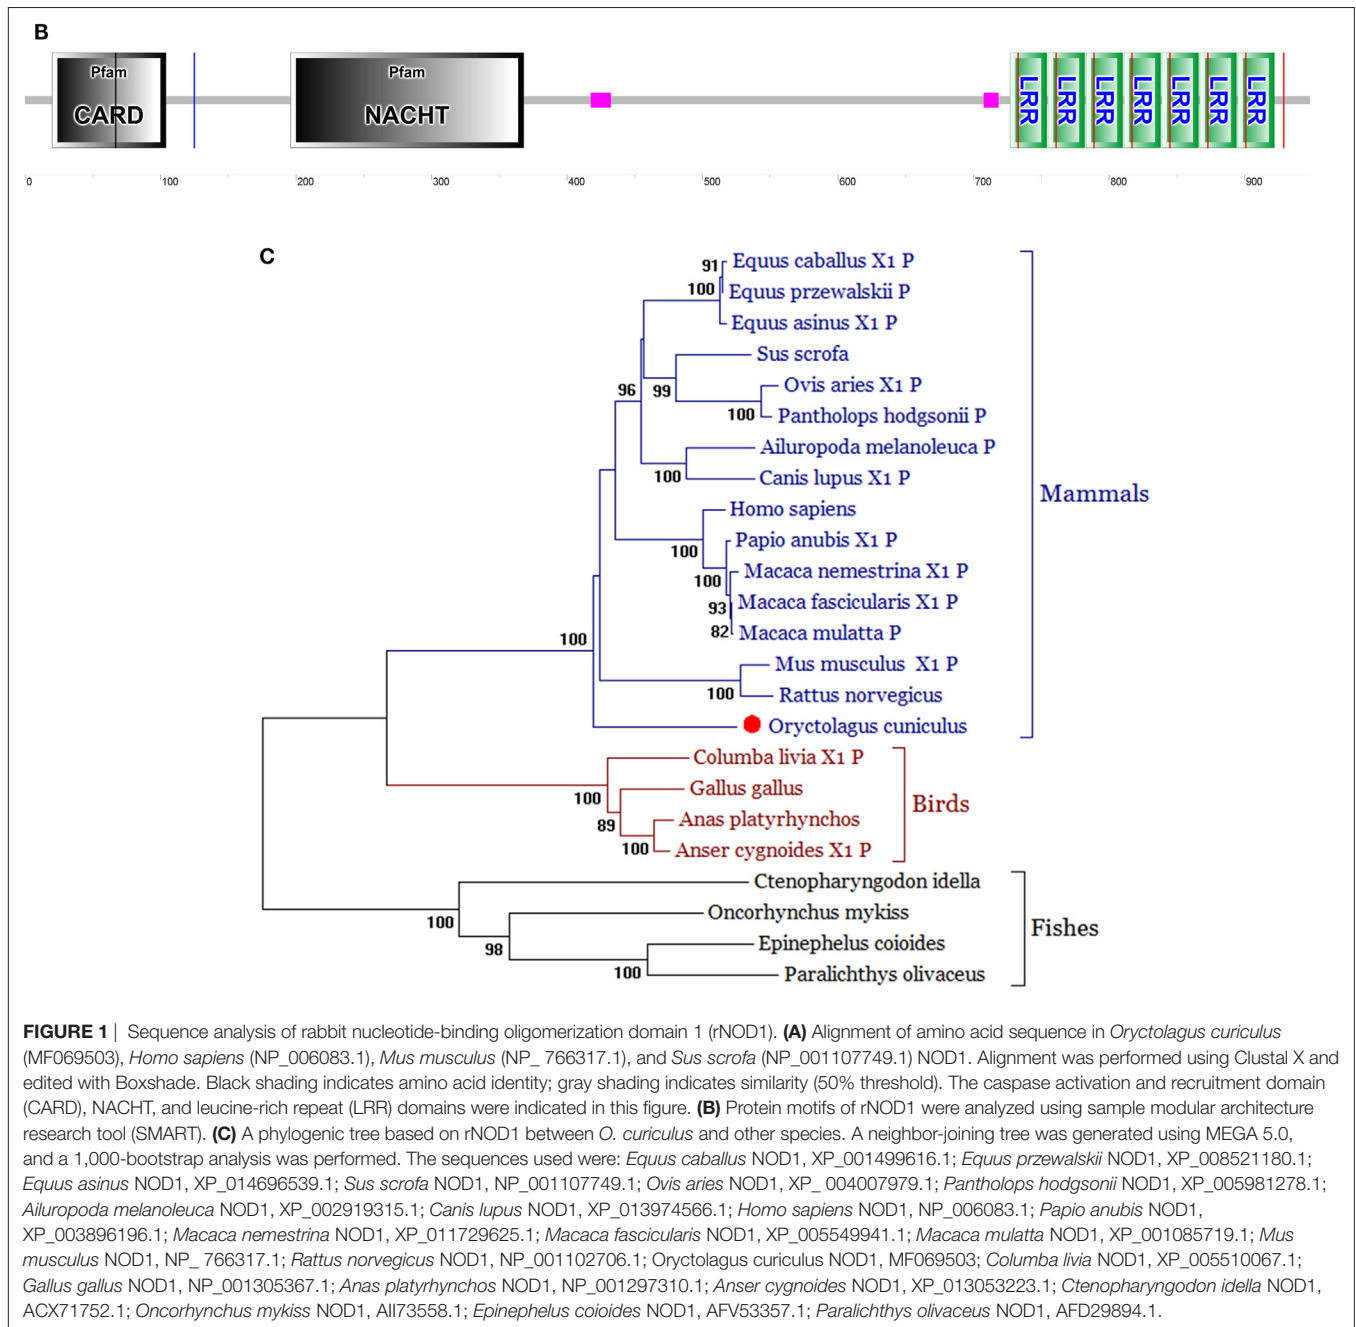 B
Pfam
CARD
Pfam
NACHT
LRR LRR LRR LRR LRR LRR LRR
0 100 200 300 400 500 600 700 800 900
C
91
Equus caballus X1 P
100
Equus przewalskii P
Equus asinus X1 P
Sus scrofa
96
99
Ovis aries X1 P
100
Pantholops hodgsonii P
Ailuropoda melanoleuca P
100
Canis lupus X1 P
Mammals
Homo sapiens
100
Papio anubis X1 P
100
Macaca nemestrina X1 P
93
Macaca fascicularis X1 P
82
Macaca mulatta P
100
Mus musculus X1 P
100
Rattus norvegicus
Oryctolagus cuniculus
Columba livia X1 P
100
Gallus gallus
Birds
89
Anas platyrhynchos
100
Anser cygnoides X1 P
Ctenopharyngodon idella
100
Oncorhynchus mykiss
Fishes
98
Epinephelus coioides
100
Paralichthys olivaceus
FIGURE 1 | Sequence analysis of rabbit nucleotide-binding oligomerization domain 1 (rNOD1). (A) Alignment of amino acid sequence in Oryctolagus curiculus
(MF069503), Homo sapiens (NP_006083.1), Mus musculus (NP_ 766317.1), and Sus scrofa (NP_001107749.1) NOD1. Alignment was performed using Clustal X and
edited with Boxshade. Black shading indicates amino acid identity; gray shading indicates similarity (50% threshold). The caspase activation and recruitment domain
(CARD), NACHT, and leucine-rich repeat (LRR) domains were indicated in this figure. (B) Protein motifs of rNOD1 were analyzed using sample modular architecture
research tool (SMART). (C) A phylogenic tree based on rNOD1 between O. curiculus and other species. A neighbor-joining tree was generated using MEGA 5.0,
and a 1,000-bootstrap analysis was performed. The sequences used were: Equus caballus NOD1, XP_001499616.1; Equus przewalskii NOD1, XP_008521180.1;
Equus asinus NOD1, XP_014696539.1; Sus scrofa NOD1, NP_001107749.1; Ovis aries NOD1, XP_ 004007979.1; Pantholops hodgsonii NOD1, XP_005981278.1;
Ailuropoda melanoleuca NOD1, XP_002919315.1; Canis lupus NOD1, XP_013974566.1; Homo sapiens NOD1, NP_006083.1; Papio anubis NOD1,
XP_003896196.1; Macaca nemestrina NOD1, XP_011729625.1; Macaca fascicularis NOD1, XP_005549941.1; Macaca mulatta NOD1, XP_001085719.1; Mus
musculus NOD1, NP_ 766317.1; Rattus norvegicus NOD1, NP_001102706.1; Oryctolagus curiculus NOD1, MF069503; Columba livia NOD1, XP_005510067.1;
Gallus gallus NOD1, NP_001305367.1; Anas platyrhynchos NOD1, NP_001297310.1; Anser cygnoides NOD1, XP_013053223.1; Ctenopharyngodon idella NOD1,
ACX71752.1; Oncorhynchus mykiss NOD1, AII73558.1; Epinephelus coioides NOD1, AFV53357.1; Paralichthys olivaceus NOD1, AFD29894.1.